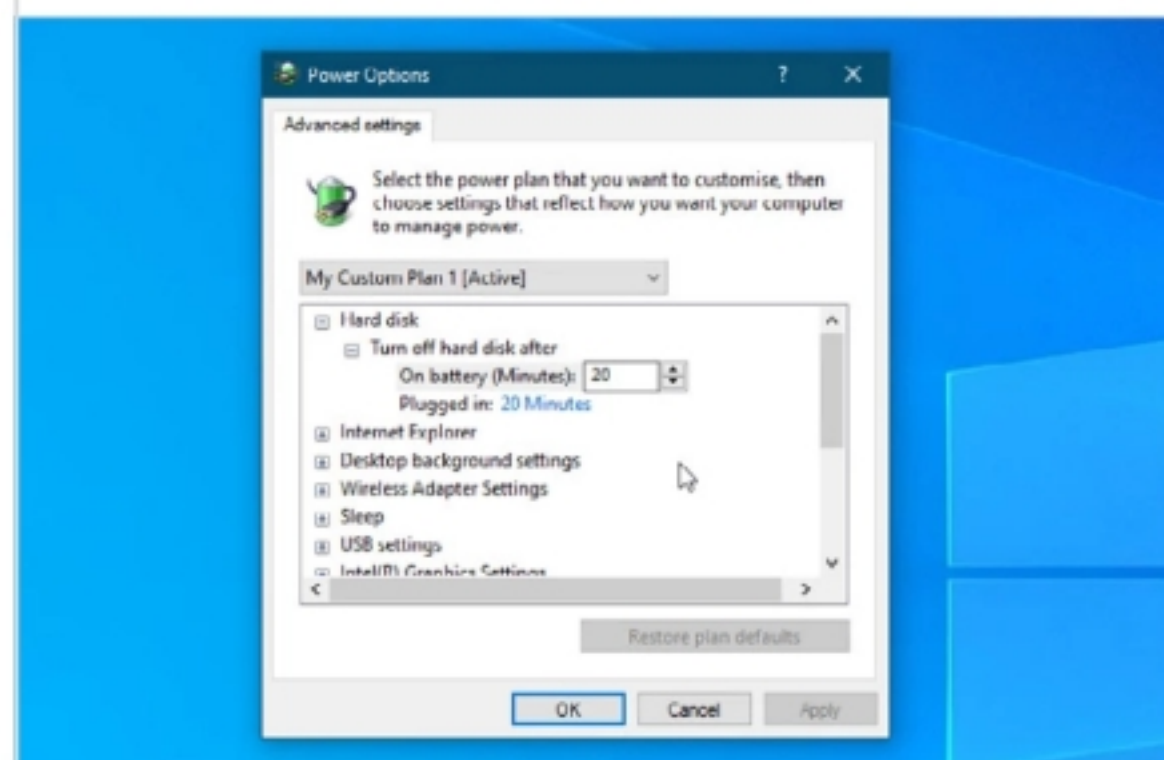 Power Options
?
Advanced settings
Select the power plan that you want to customise, then
choose settings that reflect how you want your computer
to manage power.
My Custom Plan 1 [Active]
Hard disk
Turn off hard disk after
On battery (Minutes): 20
Plugged in: 20 Minutes
Internet Explorer
Desktop background settings
Wireless Adapter Settings
Sleep
USB settings
Intel(R) Graphics Settings
Restore plan defaults
OK Cancel Apply